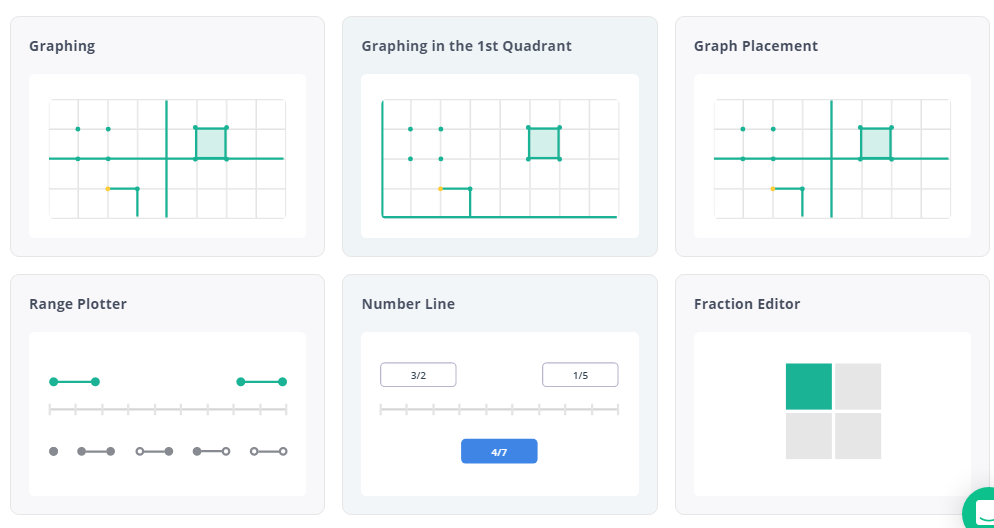 Graphing
Graphing in the 1st Quadrant
Graph Placement
Range Plotter
Number Line
Fraction Editor
3/2
1/5
4/7